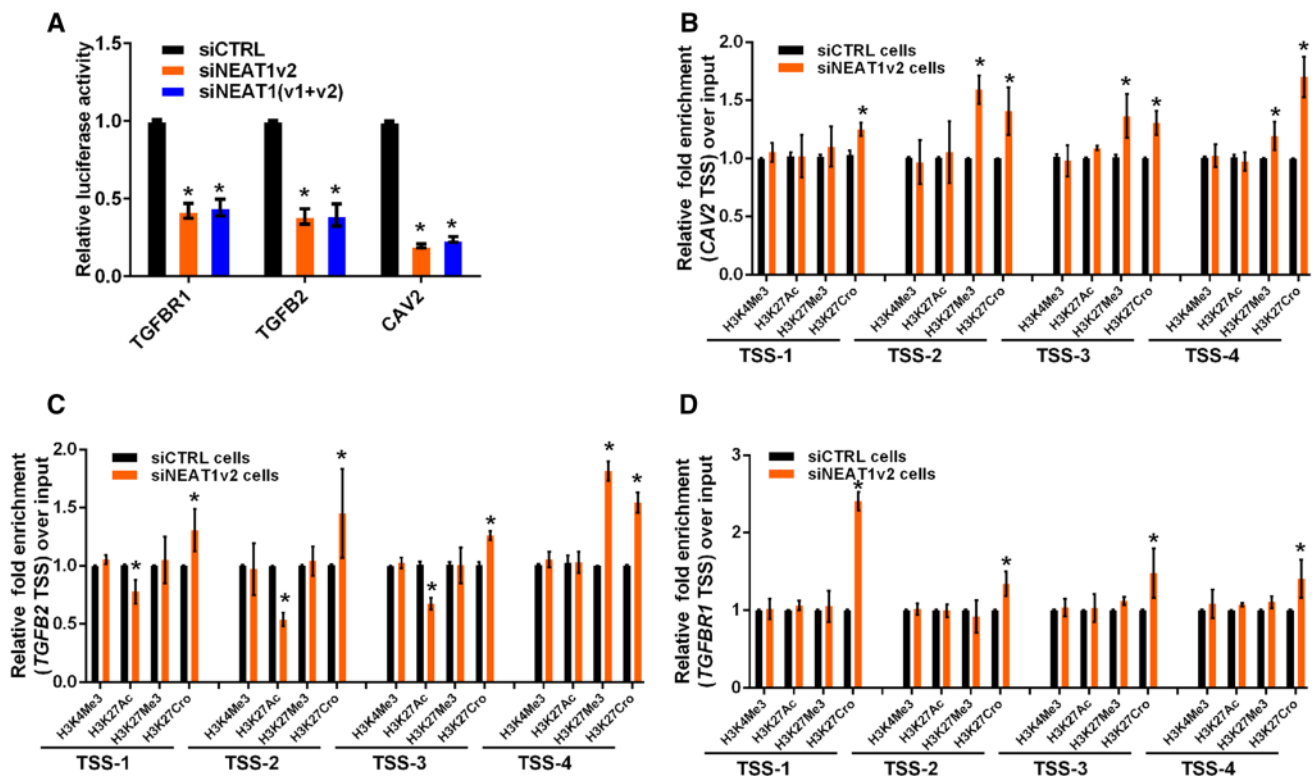 A
Relative luciferase activity
1.5
1.0
0.5
0.0
siCTRL
siNEAT1v2
siNEAT1(v1+v2)
* * * * * *
TGFBR1 TGFB2 CAV2
B
Relative fold enrichment
(CAV2 TSS) over input
2.0
1.5
1.0
0.5
0.0
siCTRL cells
siNEAT1v2 cells
* * * * * * *
H3K4Me3 H3K27Ac H3K27Me3 H3K27Cro H3K4Me3 H3K27Ac H3K27Me3 H3K27Cro H3K4Me3 H3K27Ac H3K27Me3 H3K27Cro H3K4Me3 H3K27Ac H3K27Me3 H3K27Cro
TSS-1 TSS-2 TSS-3 TSS-4
C
Relative fold enrichment
(TGFB2 TSS) over input
2.0
1.5
1.0
0.5
0.0
siCTRL cells
siNEAT1v2 cells
* * * * * * * *
H3K4Me3 H3K27Ac H3K27Me3 H3K27Cro H3K4Me3 H3K27Ac H3K27Me3 H3K27Cro H3K4Me3 H3K27Ac H3K27Me3 H3K27Cro H3K4Me3 H3K27Ac H3K27Me3 H3K27Cro
TSS-1 TSS-2 TSS-3 TSS-4
D
Relative fold enrichment
(TGFBR1 TSS) over input
3
2
1
0
siCTRL cells
siNEAT1v2 cells
* * * *
H3K4Me3 H3K27Ac H3K27Me3 H3K27Cro H3K4Me3 H3K27Ac H3K27Me3 H3K27Cro H3K4Me3 H3K27Ac H3K27Me3 H3K27Cro H3K4Me3 H3K27Ac H3K27Me3 H3K27Cro
TSS-1 TSS-2 TSS-3 TSS-4